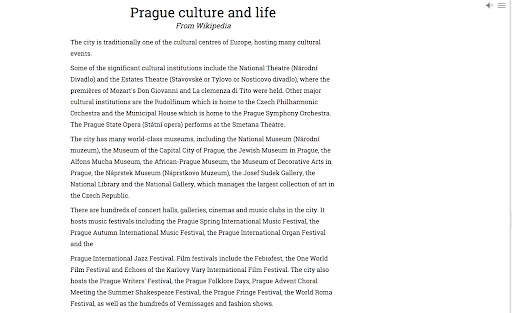 Prague culture and life
From Wikipedia
The city is traditionally one of the cultural centres of Europe, hosting many cultural
events.
Some of the significant cultural institutions include the National Theatre (Národní
Divadlo) and the Estates Theatre (Stavovské or Tylovo or Nosticovo divadlo), where the
premières of Mozart's Don Giovanni and La clemenza di Tito were held. Other major
cultural institutions are the Rudolfinum which is home to the Czech Philharmonic
Orchestra and the Municipal House which is home to the Prague Symphony Orchestra.
The Prague State Opera (Státní opera) performs at the Smetana Theatre.
The city has many world-class museums, including the National Museum (Národní
muzeum), the Museum of the Capital City of Prague, the Jewish Museum in Prague, the
Alfons Mucha Museum, the African-Prague Museum, the Museum of Decorative Arts in
Prague, the Náprstek Museum (Náprstkovo Muzeum), the Josef Sudek Gallery, the
National Library and the National Gallery, which manages the largest collection of art in
the Czech Republic.
There are hundreds of concert halls, galleries, cinemas and music clubs in the city. It
hosts music festivals including the Prague Spring International Music Festival, the
Prague Autumn International Music Festival, the Prague International Organ Festival
and the
Prague International Jazz Festival. Film festivals include the Febiofest, the One World
Film Festival and Echoes of the Karlovy Vary International Film Festival. The city also
hosts the Prague Writers' Festival, the Prague Folklore Days, Prague Advent Choral
Meeting the Summer Shakespeare Festival, the Prague Fringe Festival, the World Roma
Festival, as well as the hundreds of Vernissages and fashion shows.